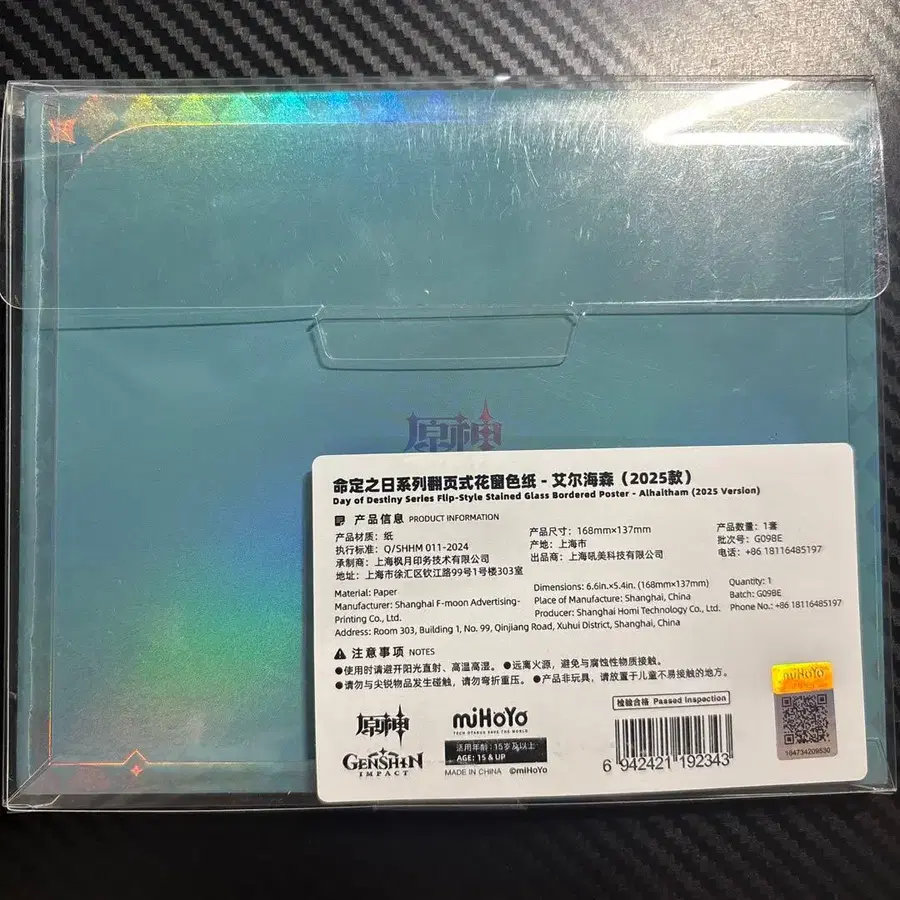 原神
命定之日系列翻页式花窗色纸 - 艾尔海森（2025款）
Day of Destiny Series Flip-Style Stained Glass Bordered Poster - Alhaitham (2025 Version)
产品信息 PRODUCT INFORMATION
产品材质：纸
产品尺寸：168mm×137mm
产品数量：1套
执行标准：Q/SHHM 011-2024
产地：上海市
批次号：G09BE
承制商：上海枫月印务技术有限公司
出品商：上海吼美科技有限公司
电话：+86 18116485197
地址：上海市徐汇区钦江路99号1号楼303室
Material: Paper
Dimensions: 6.6in.×5.4in. (168mm×137mm)
Quantity: 1
Manufacturer: Shanghai F-moon Advertising-
Printing Co., Ltd.
Place of Manufacture: Shanghai, China
Batch: G09BE
Producer: Shanghai Homi Technology Co., Ltd.
Phone No.: +86 18116485197
Address: Room 303, Building 1, No. 99, Qinjiang Road, Xuhui District, Shanghai, China
注意事项 NOTES
●使用时请避开阳光直射、高温高湿。 ●远离火源，避免与腐蚀性物质接触。
●请勿与尖锐物品发生碰触，请勿弯折重压。 ●产品非玩具，请放置于儿童不易接触的地方。
原神
GENSHIN
IMPACT
miHoYo
TECH OTAKUS SAVE THE WORLD
适用年龄：15岁及以上
AGE: 15 & UP
MADE IN CHINA ©miHoYo
检验合格 Passed Inspection
6 942421 192343
miHoYo
164734209530